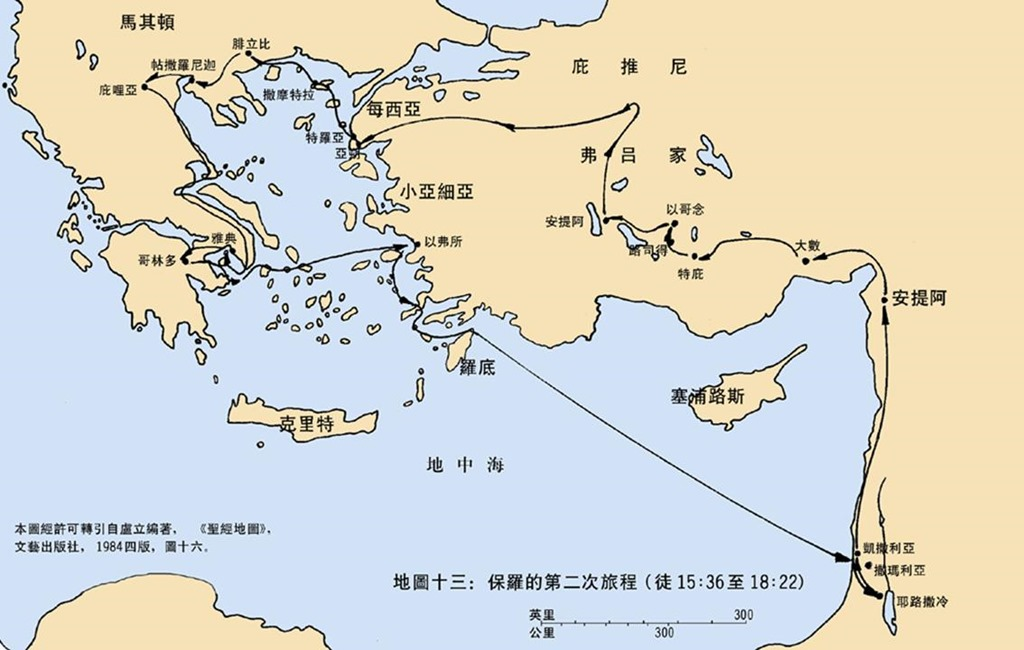 馬其頓
腓立比
帖撒羅尼迦
庇哩亞
撒摩特拉
特羅亞
亞朔
每西亞
庇推尼
弗呂家
小亞細亞
安提阿
以哥念
路司得
特庇
大數
安提阿
雅典
哥林多
以弗所
羅底
塞浦路斯
克里特
地中海
本圖經許可轉引自盧立編著，《聖經地圖》，
文藝出版社，1984四版，圖十六。
凱撒利亞
撒瑪利亞
耶路撒冷
地圖十三：保羅的第二次旅程（徒15:36至18:22）
英里 300
公里 300